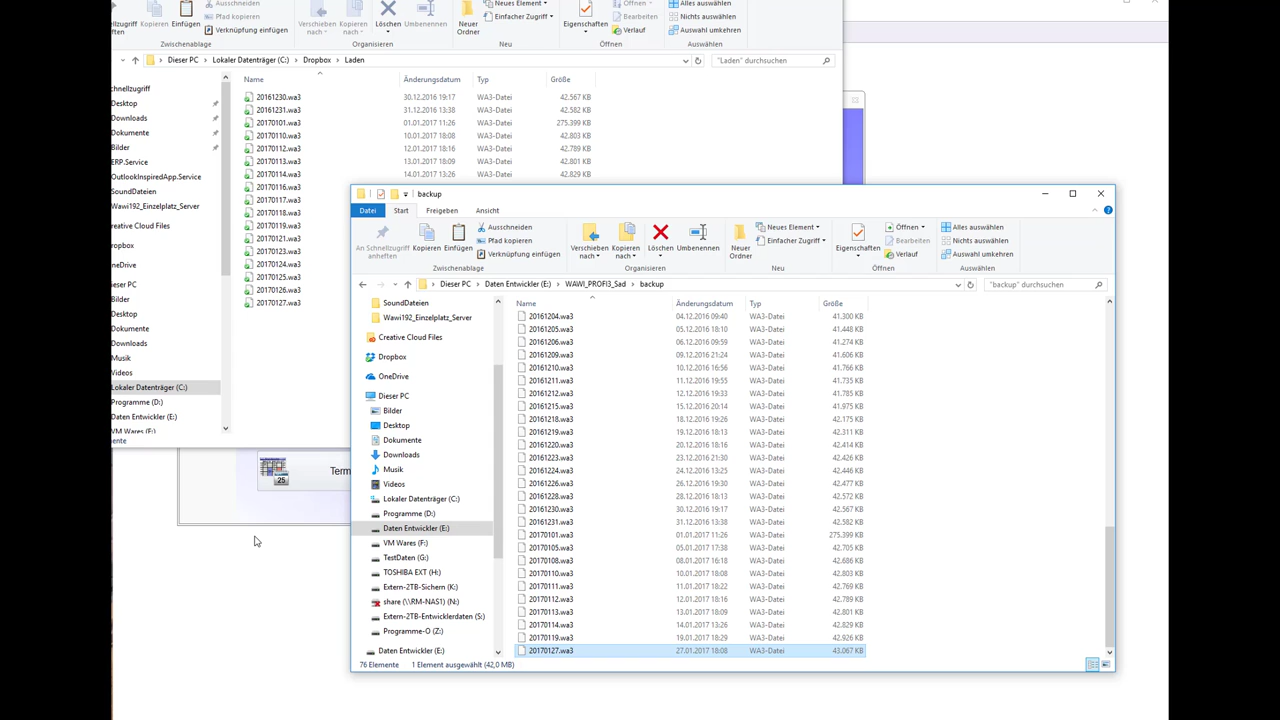 Ausschneiden
Neues Element
Öffnen
Alles auswählen
chnellzugriff
Kopieren
Einfügen
Pfad kopieren
Verknüpfung einfügen
Verschieben nach
Kopieren nach
Löschen
Umbenennen
Neuer Ordner
Einfacher Zugriff
Eigenschaften
Bearbeiten
Verlauf
Nichts auswählen
Auswahl umkehren
Zwischenablage
Organisieren
Neu
Öffnen
Auswählen
Dieser PC > Lokaler Datenträger (C:) > Dropbox > Laden
"Laden" durchsuchen
chnellzugriff
Desktop
Downloads
Dokumente
Bilder
ERP.Service
OutlookInspiredApp.Service
SoundDateien
Wawi192_Einzelplatz_Server
reative Cloud Files
ropbox
neDrive
ieser PC
Bilder
Desktop
Dokumente
Downloads
Musik
Videos
Lokaler Datenträger (C:)
Programme (D:)
Daten Entwickler (E:)
VM Wares (F:)
mente
Name Änderungsdatum Typ Größe
20161230.wa3 30.12.2016 19:17 WA3-Datei 42.567 KB
20161231.wa3 31.12.2016 13:38 WA3-Datei 42.582 KB
20170101.wa3 01.01.2017 11:26 WA3-Datei 275.399 KB
20170110.wa3 10.01.2017 18:08 WA3-Datei 42.803 KB
20170112.wa3 12.01.2017 18:16 WA3-Datei 42.789 KB
20170113.wa3 13.01.2017 18:09 WA3-Datei 42.801 KB
20170114.wa3 14.01.2017 13:26 WA3-Datei 42.829 KB
20170116.wa3
20170117.wa3
20170118.wa3
20170119.wa3
20170121.wa3
20170123.wa3
20170124.wa3
20170125.wa3
20170126.wa3
20170127.wa3
25
Term
backup
Datei Start Freigeben Ansicht
An Schnellzugriff anheften
Kopieren
Einfügen
Ausschneiden
Pfad kopieren
Verknüpfung einfügen
Verschieben nach
Kopieren nach
Löschen
Umbenennen
Neuer Ordner
Neues Element
Einfacher Zugriff
Eigenschaften
Öffnen
Bearbeiten
Verlauf
Alles auswählen
Nichts auswählen
Auswahl umkehren
Zwischenablage
Organisieren
Neu
Öffnen
Auswählen
Dieser PC > Daten Entwickler (E:) > WAWI_PROFI3_Sad > backup
"backup" durchsuchen
SoundDateien
Wawi192_Einzelplatz_Server
Creative Cloud Files
Dropbox
OneDrive
Dieser PC
Bilder
Desktop
Dokumente
Downloads
Musik
Videos
Lokaler Datenträger (C:)
Programme (D:)
Daten Entwickler (E:)
VM Wares (F:)
TestDaten (G:)
TOSHIBA EXT (H:)
Extern-2TB-Sichern (K:)
share (\\RM-NAS1) (N:)
Extern-2TB-Entwicklerdaten (S:)
Programme-O (Z:)
Daten Entwickler (E:)
Name Änderungsdatum Typ Größe
20161204.wa3 04.12.2016 09:40 WA3-Datei 41.300 KB
20161205.wa3 05.12.2016 18:10 WA3-Datei 41.448 KB
20161206.wa3 06.12.2016 09:59 WA3-Datei 41.274 KB
20161209.wa3 09.12.2016 21:24 WA3-Datei 41.606 KB
20161210.wa3 10.12.2016 16:56 WA3-Datei 41.766 KB
20161211.wa3 11.12.2016 19:55 WA3-Datei 41.735 KB
20161212.wa3 12.12.2016 19:33 WA3-Datei 41.785 KB
20161215.wa3 15.12.2016 20:14 WA3-Datei 41.975 KB
20161218.wa3 18.12.2016 19:26 WA3-Datei 42.175 KB
20161219.wa3 19.12.2016 18:13 WA3-Datei 42.311 KB
20161220.wa3 20.12.2016 18:16 WA3-Datei 42.414 KB
20161223.wa3 23.12.2016 21:30 WA3-Datei 42.426 KB
20161224.wa3 24.12.2016 13:25 WA3-Datei 42.446 KB
20161226.wa3 26.12.2016 19:30 WA3-Datei 42.477 KB
20161228.wa3 28.12.2016 18:13 WA3-Datei 42.572 KB
20161230.wa3 30.12.2016 19:17 WA3-Datei 42.567 KB
20161231.wa3 31.12.2016 13:38 WA3-Datei 42.582 KB
20170101.wa3 01.01.2017 11:26 WA3-Datei 275.399 KB
20170105.wa3 05.01.2017 17:38 WA3-Datei 42.705 KB
20170108.wa3 08.01.2017 16:18 WA3-Datei 42.686 KB
20170110.wa3 10.01.2017 18:08 WA3-Datei 42.803 KB
20170111.wa3 11.01.2017 18:22 WA3-Datei 42.769 KB
20170112.wa3 12.01.2017 18:16 WA3-Datei 42.789 KB
20170113.wa3 13.01.2017 18:09 WA3-Datei 42.801 KB
20170114.wa3 14.01.2017 13:26 WA3-Datei 42.829 KB
20170119.wa3 19.01.2017 18:29 WA3-Datei 42.926 KB
20170127.wa3 27.01.2017 18:08 WA3-Datei 43.067 KB
76 Elemente 1 Element ausgewählt (42,0 MB)